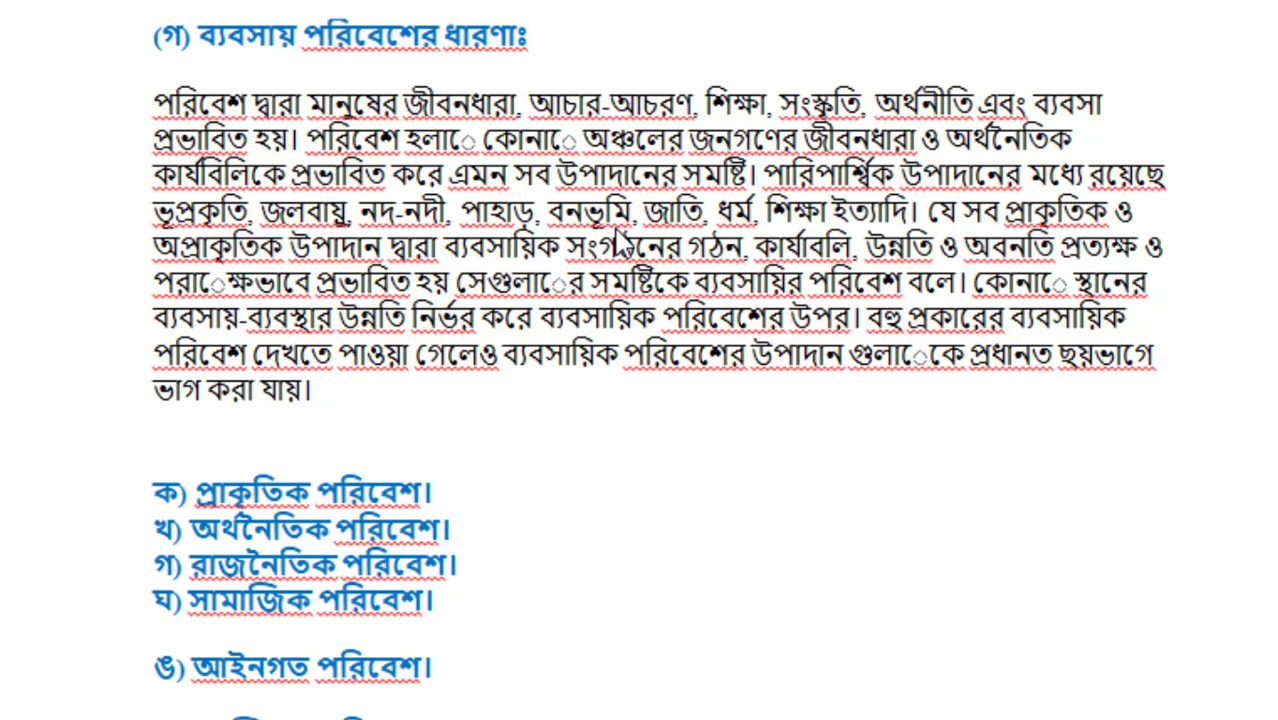 (গ) ব্যবসায় পরিবেশের ধারণাঃ
পরিবেশ দ্বারা মানুষের জীবনধারা, আচার-আচরণ, শিক্ষা, সংস্কৃতি, অর্থনীতি এবং ব্যবসা
প্রভাবিত হয়। পরিবেশ হলাে কোনাে অঞ্চলের জনগণের জীবনধারা ও অর্থনৈতিক
কার্যবিলিকে প্রভাবিত করে এমন সব উপাদানের সমষ্টি। পারিপার্শ্বিক উপাদানের মধ্যে রয়েছে
ভূপ্রকৃতি, জলবায়ু, নদ-নদী, পাহাড়, বনভূমি, জাতি, ধর্ম, শিক্ষা ইত্যাদি। যে সব প্রাকৃতিক ও
অপ্রাকৃতিক উপাদান দ্বারা ব্যবসায়িক সংগঠনের গঠন, কার্যাবলি, উন্নতি ও অবনতি প্রত্যক্ষ ও
পরােক্ষভাবে প্রভাবিত হয় সেগুলাের সমষ্টিকে ব্যবসায়ির পরিবেশ বলে। কোনাে স্থানের
ব্যবসায়-ব্যবস্থার উন্নতি নির্ভর করে ব্যবসায়িক পরিবেশের উপর। বহু প্রকারের ব্যবসায়িক
পরিবেশ দেখতে পাওয়া গেলেও ব্যবসায়িক পরিবেশের উপাদান গুলােকে প্রধানত ছয়ভাগে
ভাগ করা যায়।
ক) প্রাকৃতিক পরিবেশ।
খ) অর্থনৈতিক পরিবেশ।
গ) রাজনৈতিক পরিবেশ।
ঘ) সামাজিক পরিবেশ।
ঙ) আইনগত পরিবেশ।